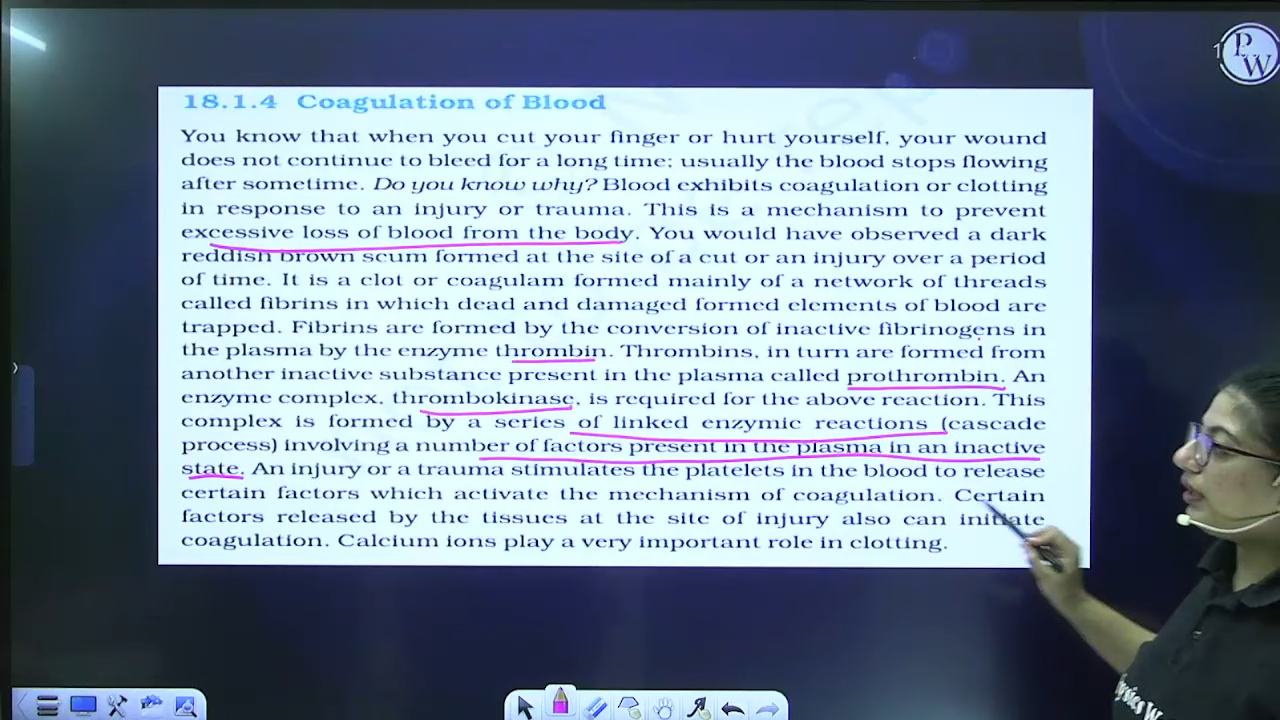 18.1.4 Coagulation of Blood
You know that when you cut your finger or hurt yourself, your wound
does not continue to bleed for a long time; usually the blood stops flowing
after sometime. Do you know why? Blood exhibits coagulation or clotting
in response to an injury or trauma. This is a mechanism to prevent
excessive loss of blood from the body. You would have observed a dark
reddish brown scum formed at the site of a cut or an injury over a period
of time. It is a clot or coagulam formed mainly of a network of threads
called fibrins in which dead and damaged formed elements of blood are
trapped. Fibrins are formed by the conversion of inactive fibrinogens in
the plasma by the enzyme thrombin. Thrombins, in turn are formed from
another inactive substance present in the plasma called prothrombin. An
enzyme complex, thrombokinase, is required for the above reaction. This
complex is formed by a series of linked enzymic reactions (cascade
process) involving a number of factors present in the plasma in an inactive
state. An injury or a trauma stimulates the platelets in the blood to release
certain factors which activate the mechanism of coagulation. Certain
factors released by the tissues at the site of injury also can initiate
coagulation. Calcium ions play a very important role in clotting.
PW